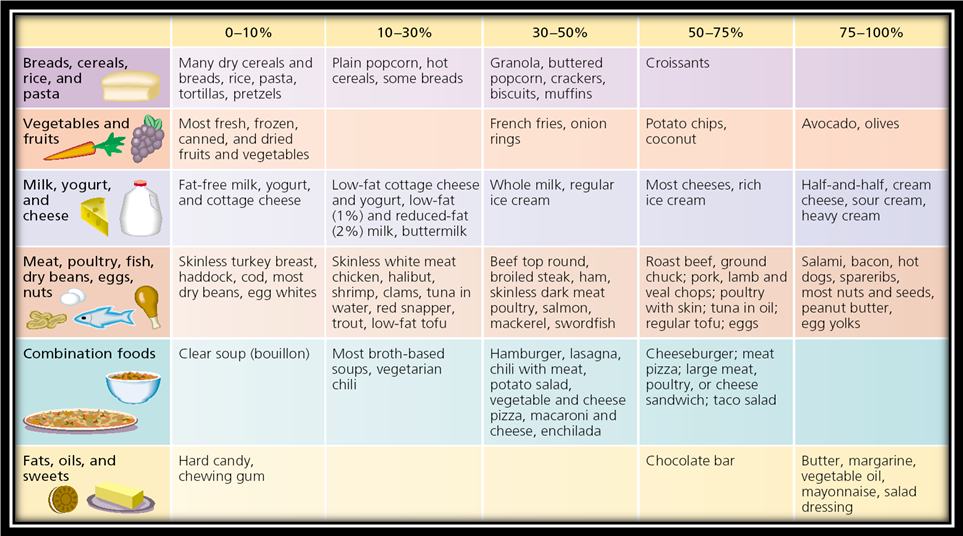 0–10%
10–30%
30–50%
50–75%
75–100%
Breads, cereals,
rice, and
pasta
Many dry cereals and
breads, rice, pasta,
tortillas, pretzels
Plain popcorn, hot
cereals, some breads
Granola, buttered
popcorn, crackers,
biscuits, muffins
Croissants
Vegetables and
fruits
Most fresh, frozen,
canned, and dried
fruits and vegetables
French fries, onion
rings
Potato chips,
coconut
Avocado, olives
Milk, yogurt,
and
cheese
Fat-free milk, yogurt,
and cottage cheese
Low-fat cottage cheese
and yogurt, low-fat
(1%) and reduced-fat
(2%) milk, buttermilk
Whole milk, regular
ice cream
Most cheeses, rich
ice cream
Half-and-half, cream
cheese, sour cream,
heavy cream
Meat, poultry, fish,
dry beans, eggs,
nuts
Skinless turkey breast,
haddock, cod, most
dry beans, egg whites
Skinless white meat
chicken, halibut,
shrimp, clams, tuna in
water, red snapper,
trout, low-fat tofu
Beef top round,
broiled steak, ham,
skinless dark meat
poultry, salmon,
mackerel, swordfish
Roast beef, ground
chuck; pork, lamb and
veal chops; poultry
with skin; tuna in oil;
regular tofu; eggs
Salami, bacon, hot
dogs, spareribs,
most nuts and seeds,
peanut butter,
egg yolks
Combination foods
Clear soup (bouillon)
Most broth-based
soups, vegetarian
chili
Hamburger, lasagna,
chili with meat,
potato salad,
vegetable and cheese
pizza, macaroni and
cheese, enchilada
Cheeseburger; meat
pizza; large meat,
poultry, or cheese
sandwich; taco salad
Fats, oils, and
sweets
Hard candy,
chewing gum
Chocolate bar
Butter, margarine,
vegetable oil,
mayonnaise, salad
dressing